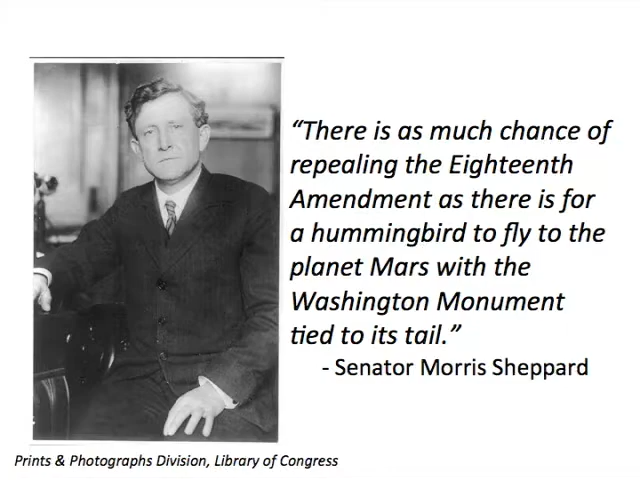 “There is as much chance of
repealing the Eighteenth
Amendment as there is for
a hummingbird to fly to the
planet Mars with the
Washington Monument
tied to its tail.”
- Senator Morris Sheppard
Prints & Photographs Division, Library of Congress